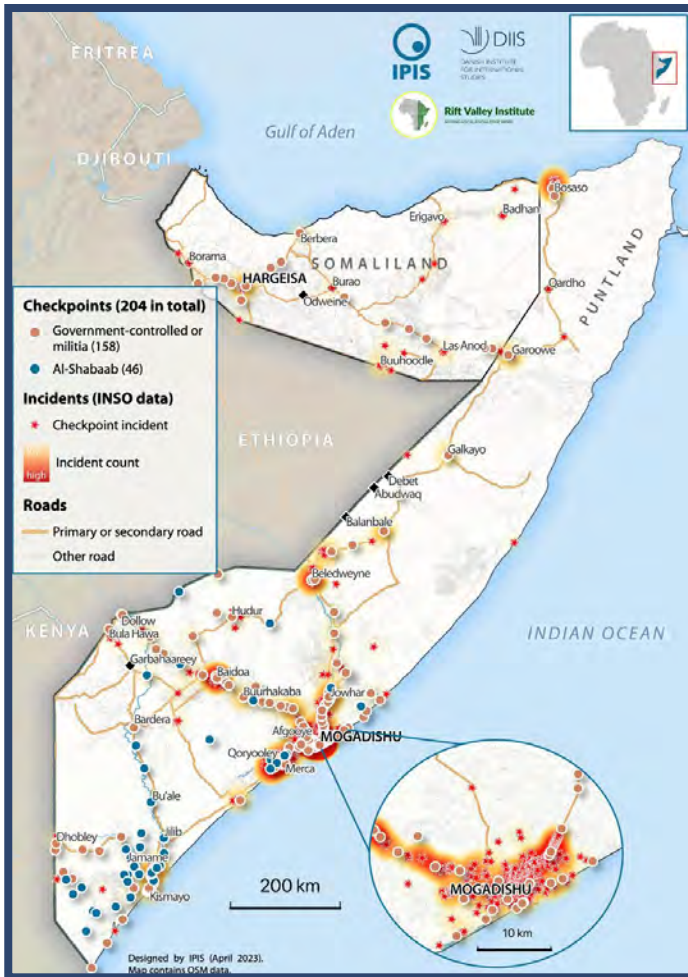 ERITREA
IPIS
DIIS
DANISH INSTITUTE
FOR INTERNATIONAL
STUDIES
Rift Valley Institute
Gulf of Aden
DJIBOUTI
Bosaso
Badhan
Erigavo
Berbera
Borama
SOMALILAND
HARGEISA
Burao
Odweine
Qardho
PUNTLAND
Las Anod
Garoowe
Buuhoodle
Checkpoints (204 in total)
Government-controlled or
militia (158)
Al-Shabaab (46)
Incidents (INSO data)
Checkpoint incident
Incident count
high
Roads
Primary or secondary road
Other road
ETHIOPIA
Galkayo
Debet
Abudwaq
Balanbale
Beledweyne
KENYA
Hudur
Dollow
Bula Hawa
INDIAN OCEAN
Garbahaareey
Baidoa
Buurhakaba
Jowhar
Bardera
Afgooye
MOGADISHU
Qoryooley
Merca
Bu'ale
Jilib
Dhobley
Jamame
Kismayo
200 km
MOGADISHU
10 km
Designed by IPIS (April 2023).
Map contains OSM data.